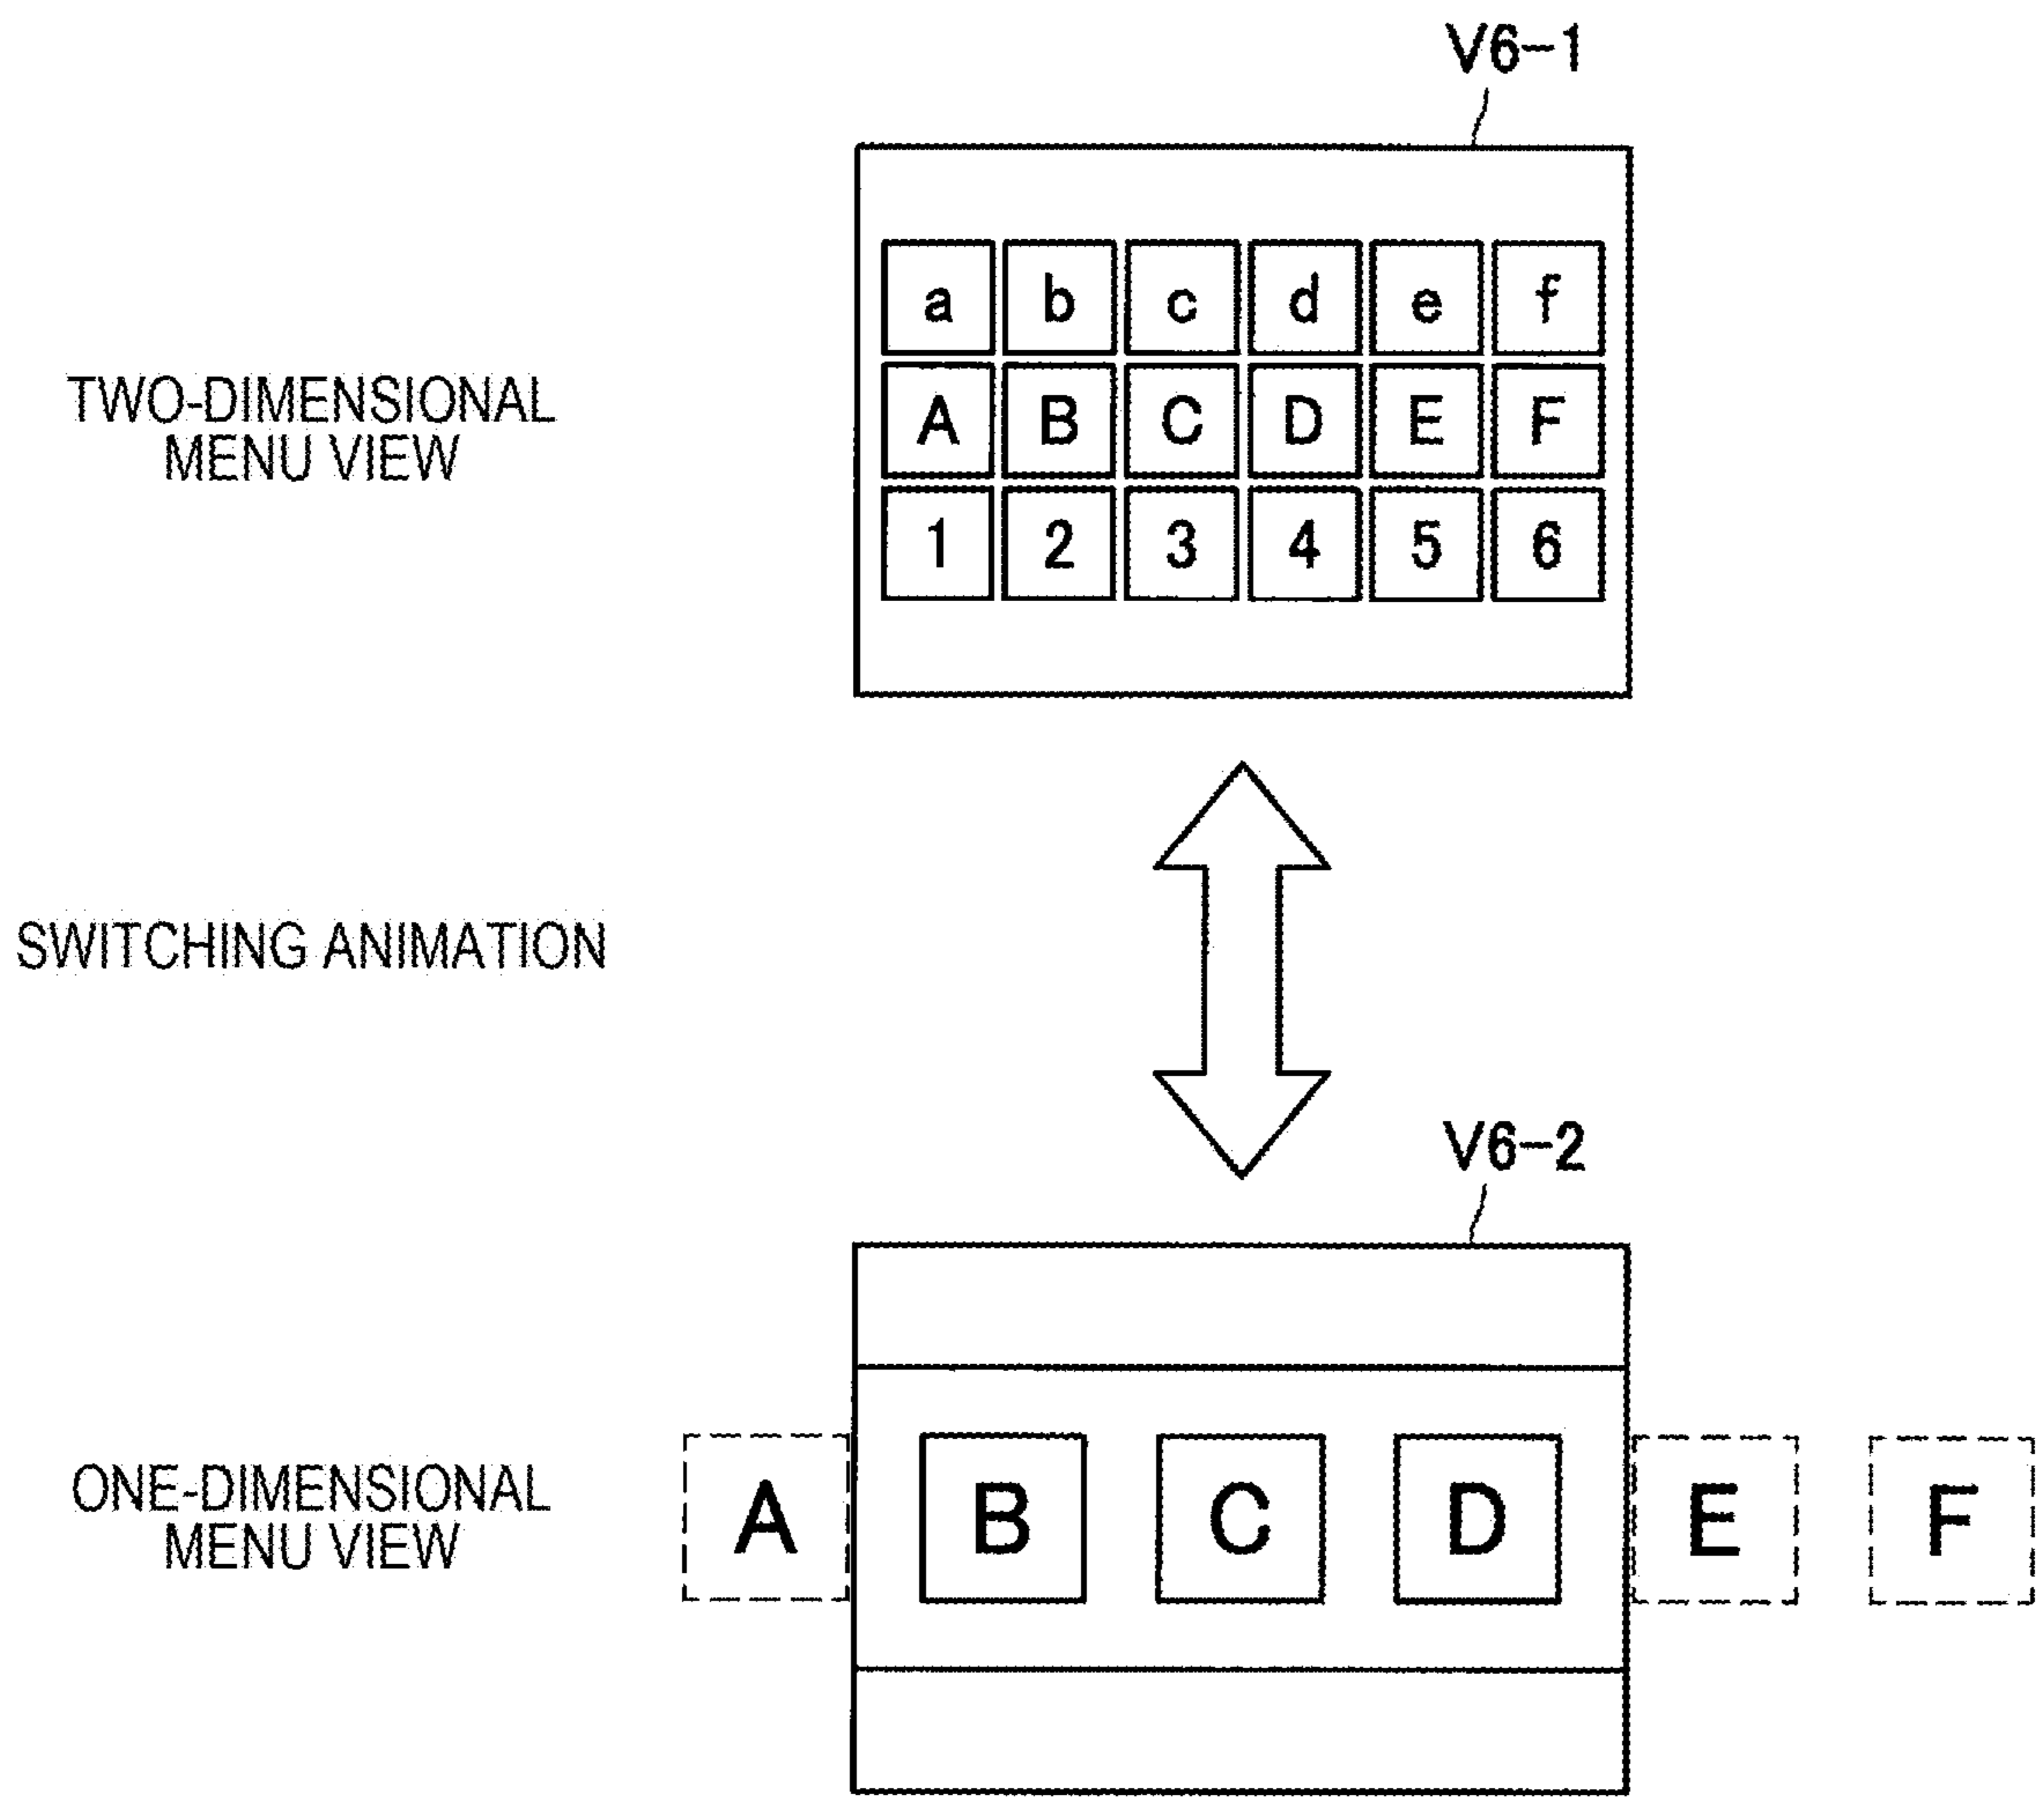 V6-1
a b c d e f
TWO-DIMENSIONAL
MENU VIEW
A B C D E F
1 2 3 4 5 6
SWITCHING ANIMATION
V6-2
ONE-DIMENSIONAL
MENU VIEW
A B C D E F